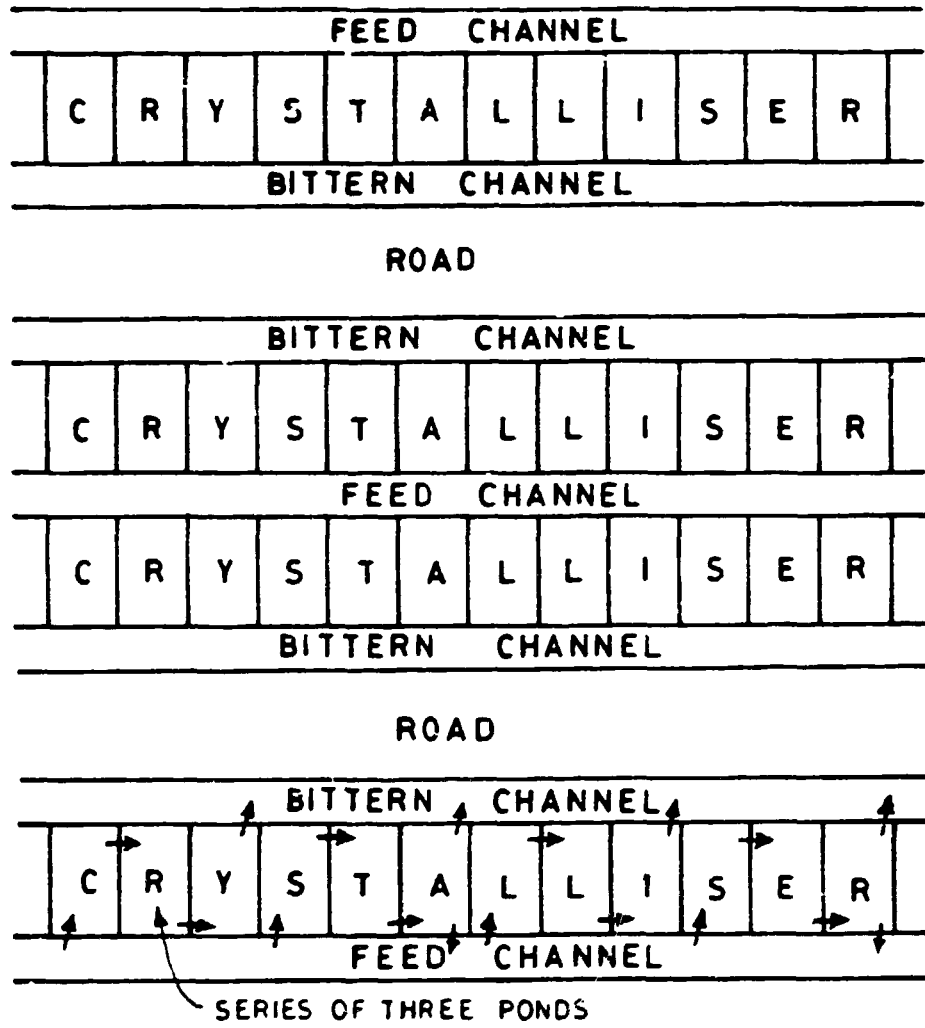 FEED CHANNEL
C R Y S T A L L I S E R
BITTERN CHANNEL
ROAD
BITTERN CHANNEL
C R Y S T A L L I S E R
FEED CHANNEL
C R Y S T A L L I S E R
BITTERN CHANNEL
ROAD
BITTERN CHANNEL
C R Y S T A L L I S E R
FEED CHANNEL
SERIES OF THREE PONDS